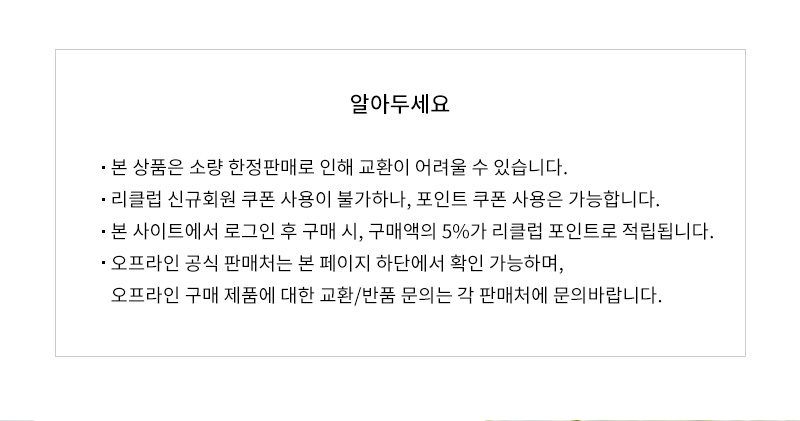 알아두세요
· 본 상품은 소량 한정판매로 인해 교환이 어려울 수 있습니다.
· 리클럽 신규회원 쿠폰 사용이 불가하나, 포인트 쿠폰 사용은 가능합니다.
· 본 사이트에서 로그인 후 구매 시, 구매액의 5%가 리클럽 포인트로 적립됩니다.
· 오프라인 공식 판매처는 본 페이지 하단에서 확인 가능하며,
오프라인 구매 제품에 대한 교환/반품 문의는 각 판매처에 문의바랍니다.